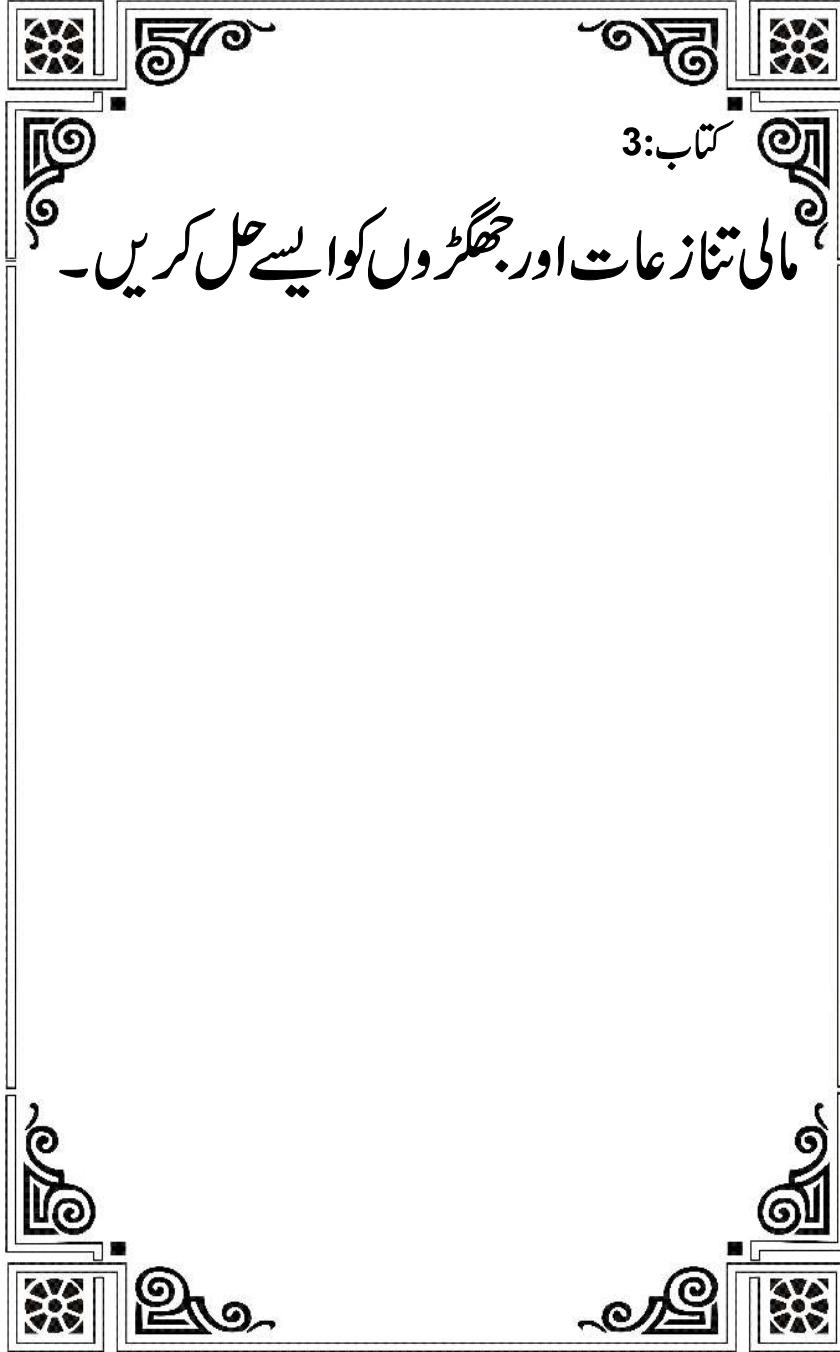 کتاب:3
مالی تنازعات اور جھگڑوں کو ایسے حل کریں۔